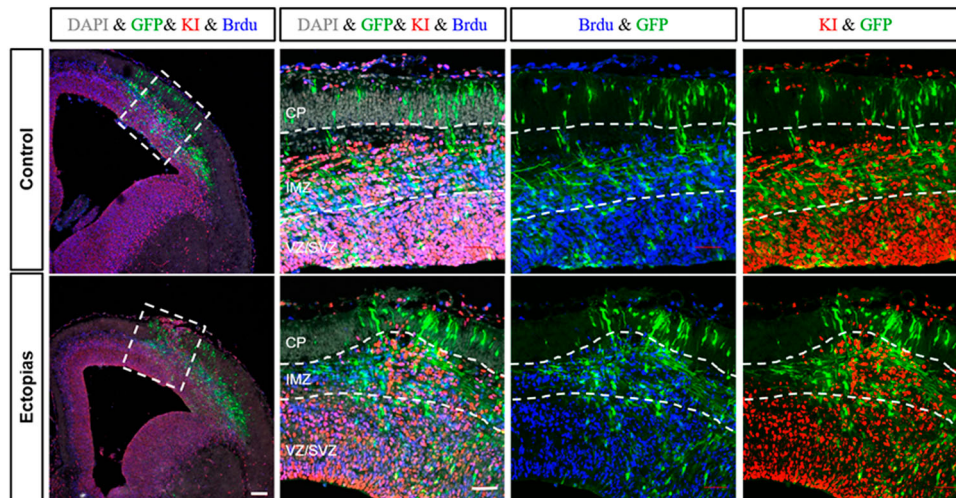 DAPI & GFP& KI & Brdu
DAPI & GFP& KI & Brdu
Brdu & GFP
KI & GFP
Control
CP
IMZ
VZ/SVZ
Ectopias
CP
IMZ
VZ/SVZ